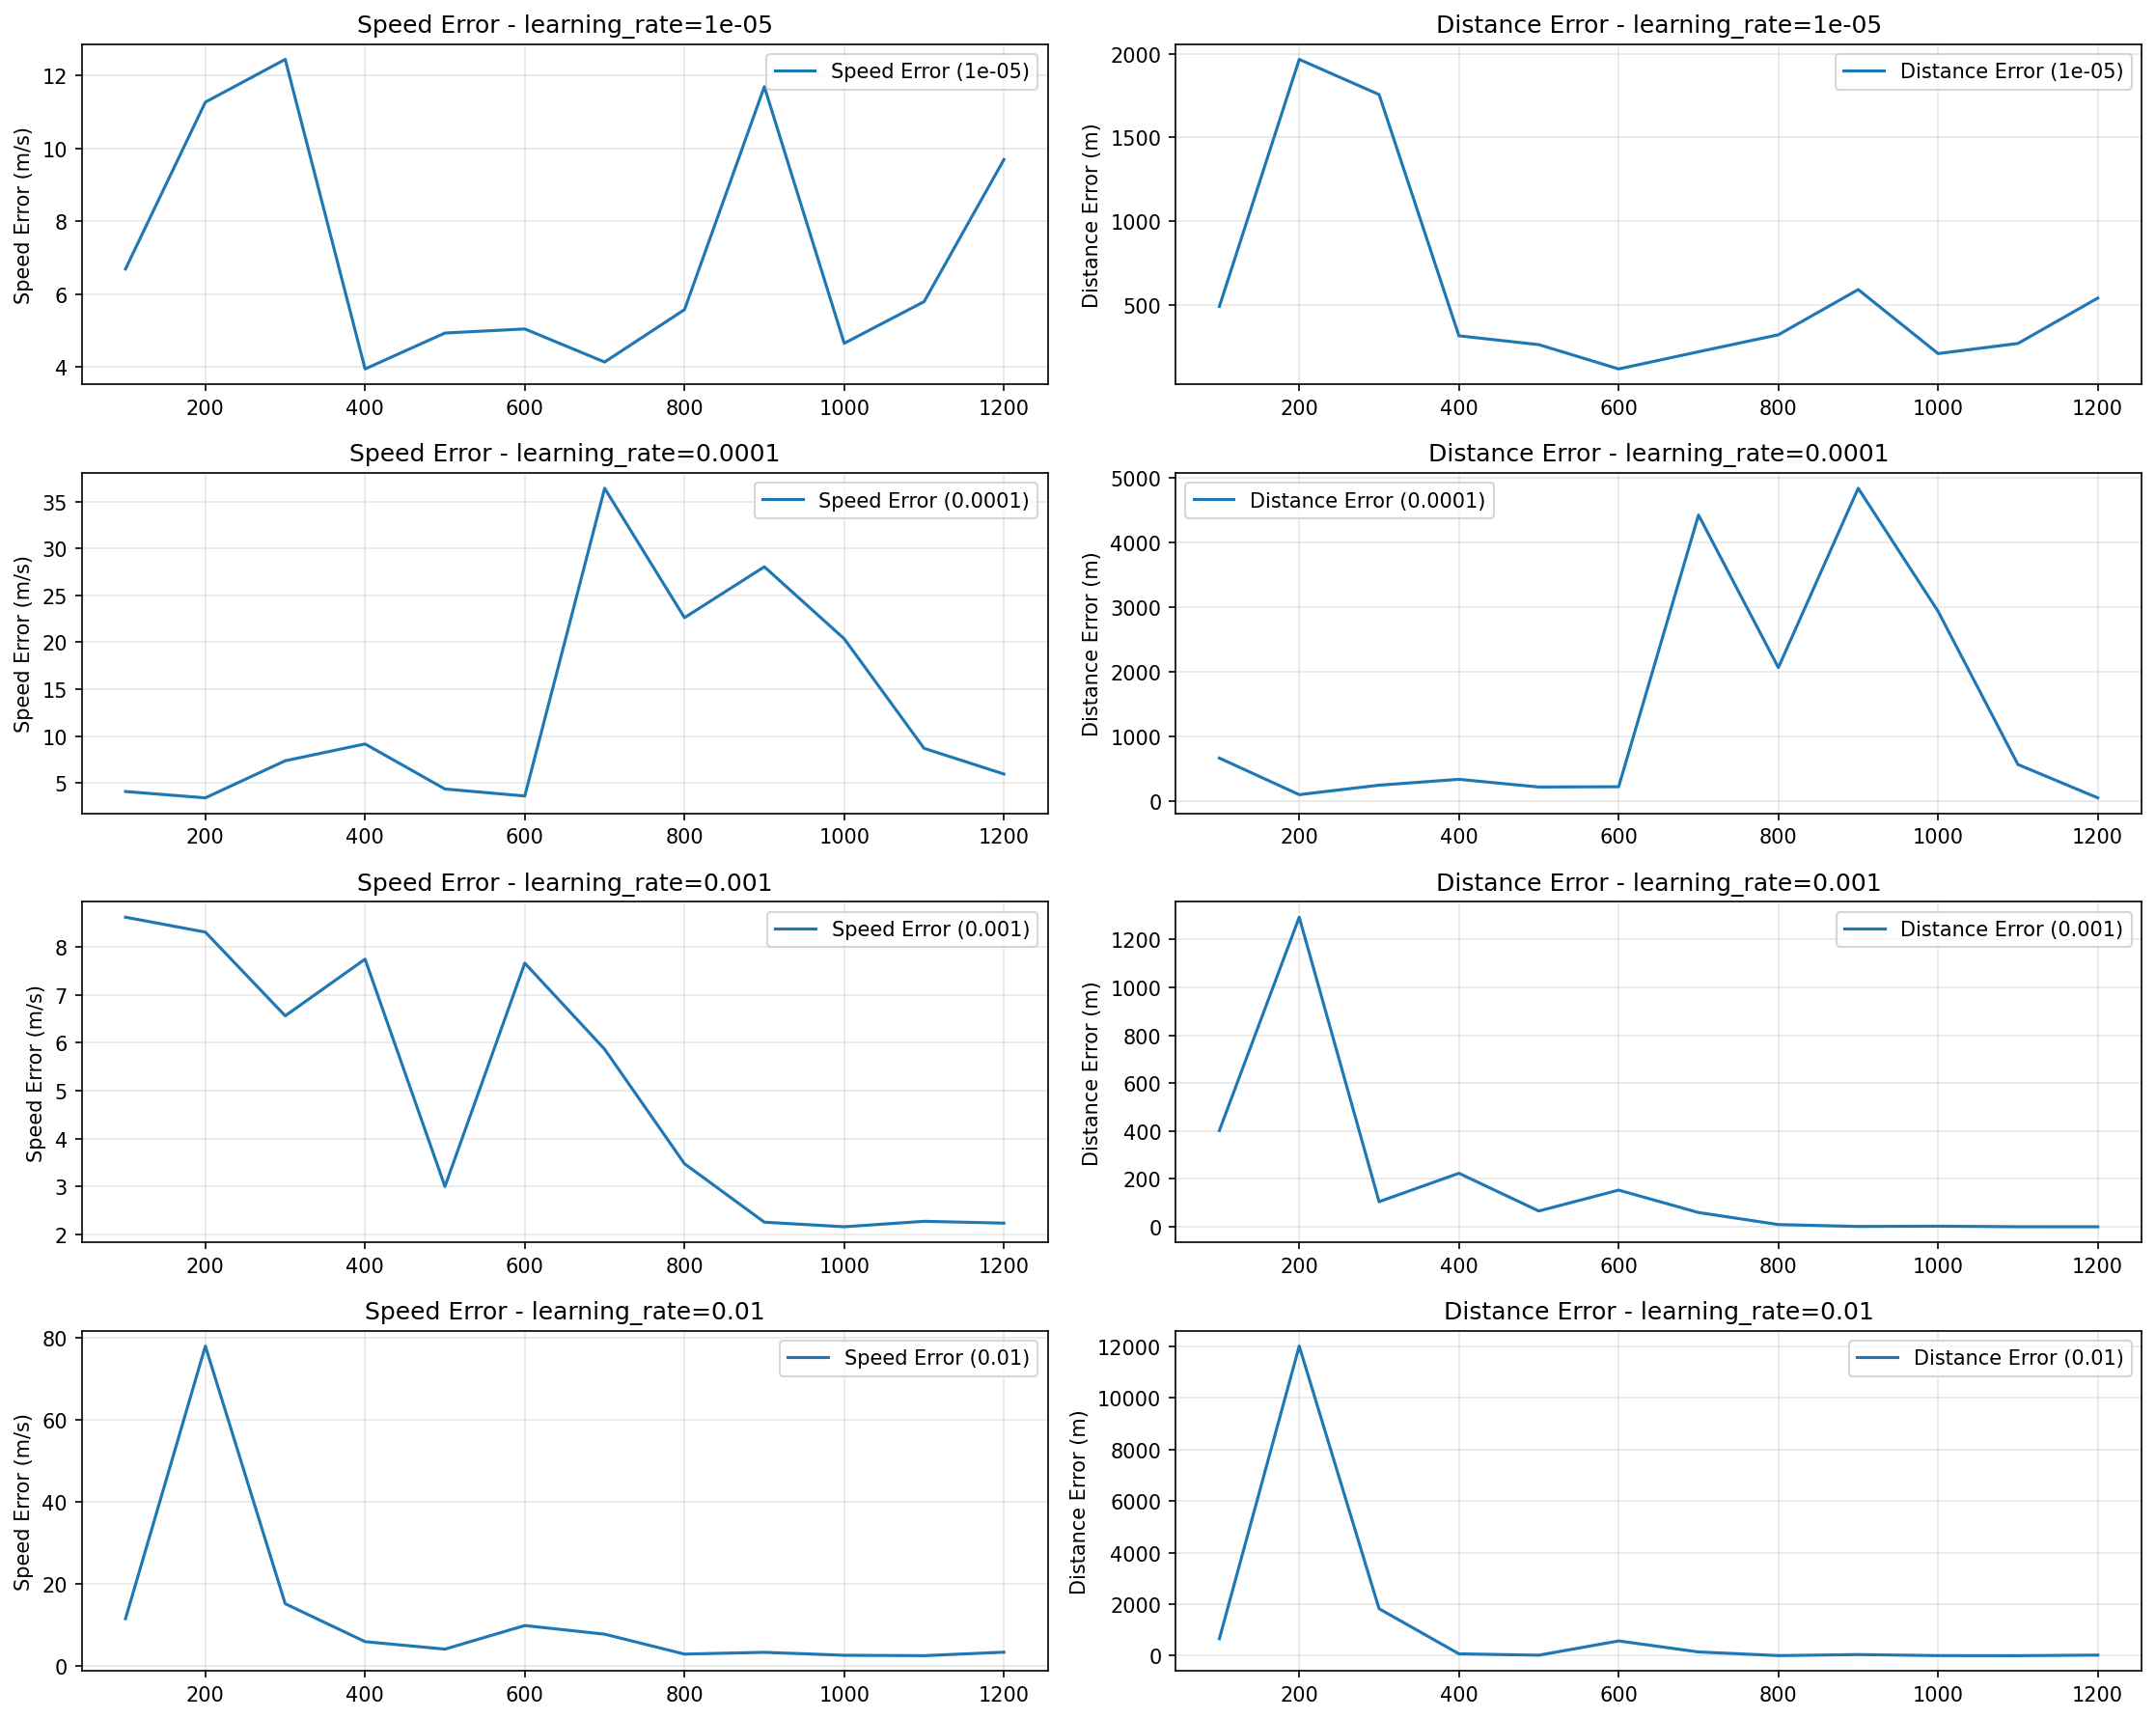 Speed Error - learning_rate=1e-05
Speed Error (m/s)
12
10
8
6
4
Speed Error (1e-05)
200 400 600 800 1000 1200
Distance Error - learning_rate=1e-05
Distance Error (m)
2000
1500
1000
500
Distance Error (1e-05)
200 400 600 800 1000 1200
Speed Error - learning_rate=0.0001
Speed Error (m/s)
35
30
25
20
15
10
5
Speed Error (0.0001)
200 400 600 800 1000 1200
Distance Error - learning_rate=0.0001
Distance Error (m)
5000
4000
3000
2000
1000
0
Distance Error (0.0001)
200 400 600 800 1000 1200
Speed Error - learning_rate=0.001
Speed Error (m/s)
8
7
6
5
4
3
2
Speed Error (0.001)
200 400 600 800 1000 1200
Distance Error - learning_rate=0.001
Distance Error (m)
1200
1000
800
600
400
200
0
Distance Error (0.001)
200 400 600 800 1000 1200
Speed Error - learning_rate=0.01
Speed Error (m/s)
80
60
40
20
0
Speed Error (0.01)
200 400 600 800 1000 1200
Distance Error - learning_rate=0.01
Distance Error (m)
12000
10000
8000
6000
4000
2000
0
Distance Error (0.01)
200 400 600 800 1000 1200